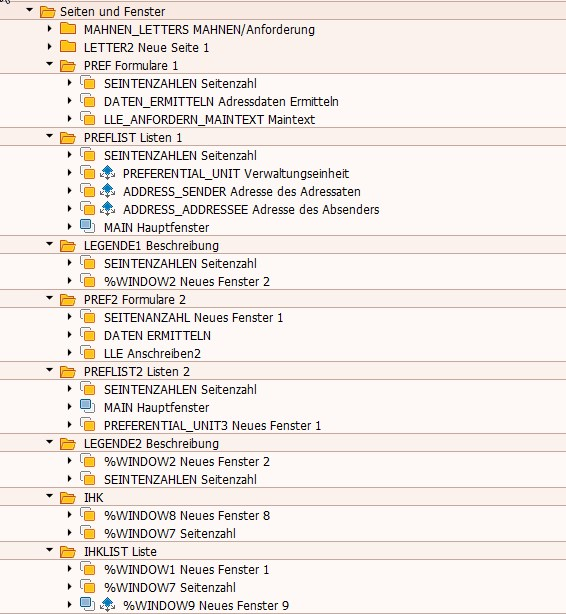 Seiten und Fenster
MAHNEN_LETTERS MAHNEN/Anforderung
LETTER2 Neue Seite 1
PREF Formulare 1
SEINTENZAHLEN Seitenzahl
DATEN_ERMITTELN Adressdaten Ermitteln
LLE_ANFORDERN_MAINTEXT Maintext
PREFLIST Listen 1
SEINTENZAHLEN Seitenzahl
PREFERENTIAL_UNIT Verwaltungseinheit
ADDRESS_SENDER Adresse des Adressaten
ADDRESS_ADDRESSEE Adresse des Absenders
MAIN Hauptfenster
LEGENDE1 Beschreibung
SEINTENZAHLEN Seitenzahl
%WINDOW2 Neues Fenster 2
PREF2 Formulare 2
SEITENANZAHL Neues Fenster 1
DATEN ERMITTELN
LLE Anschreiben2
PREFLIST2 Listen 2
SEINTENZAHLEN Seitenzahl
MAIN Hauptfenster
PREFERENTIAL_UNIT3 Neues Fenster 1
LEGENDE2 Beschreibung
%WINDOW2 Neues Fenster 2
SEINTENZAHLEN Seitenzahl
IHK
%WINDOW8 Neues Fenster 8
%WINDOW7 Seitenzahl
IHKLIST Liste
%WINDOW1 Neues Fenster 1
%WINDOW7 Seitenzahl
%WINDOW9 Neues Fenster 9